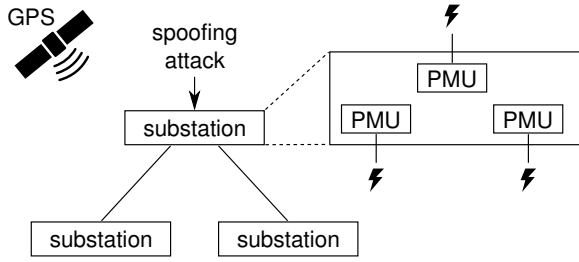 GPS
spoofing
attack
substation
PMU
PMU
PMU
substation
substation